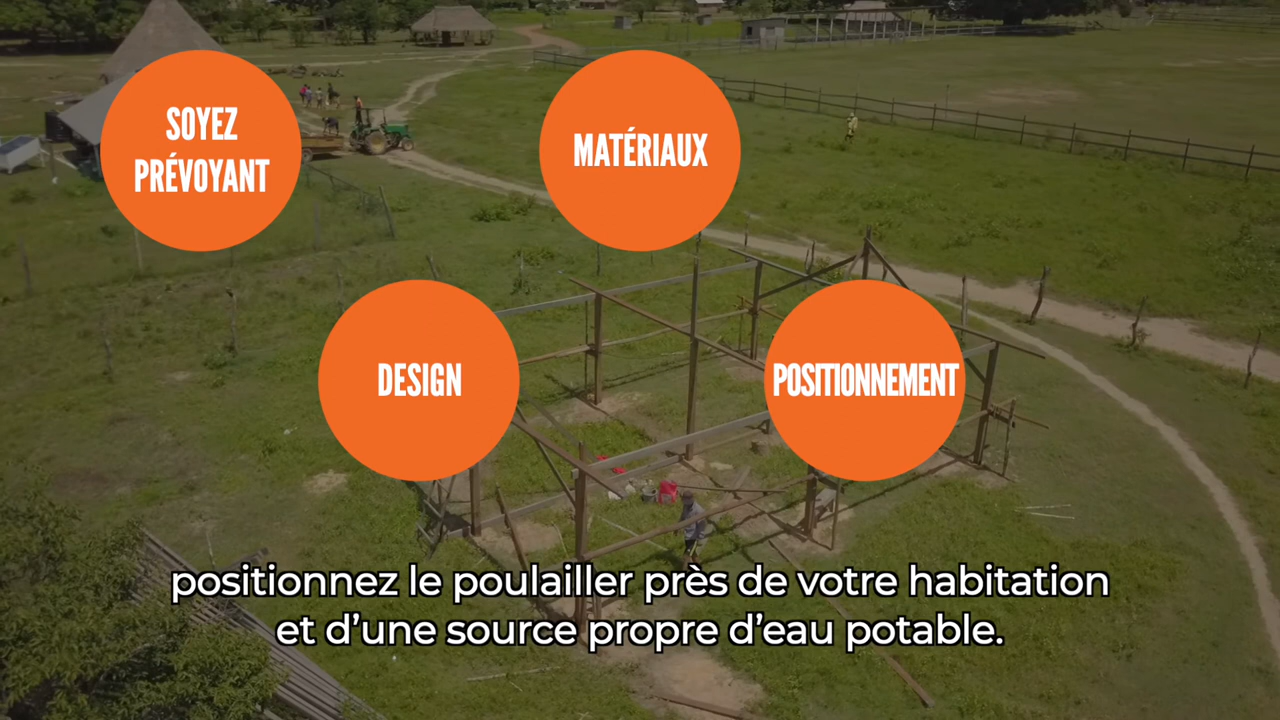 SOYEZ
PRÉVOYANT
MATÉRIAUX
DESIGN
POSITIONNEMENT
positionnez le poulailler près de votre habitation
et d’une source propre d’eau potable.